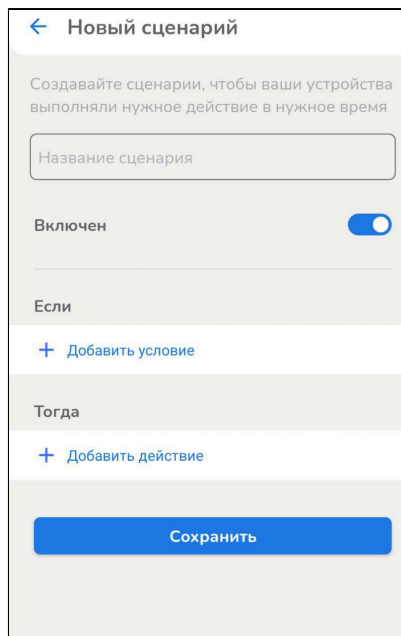 Новый сценарий
Создавайте сценарии, чтобы ваши устройства
выполняли нужное действие в нужное время
Название сценария
Включен
Если
+ Добавить условие
Тогда
+ Добавить действие
Сохранить